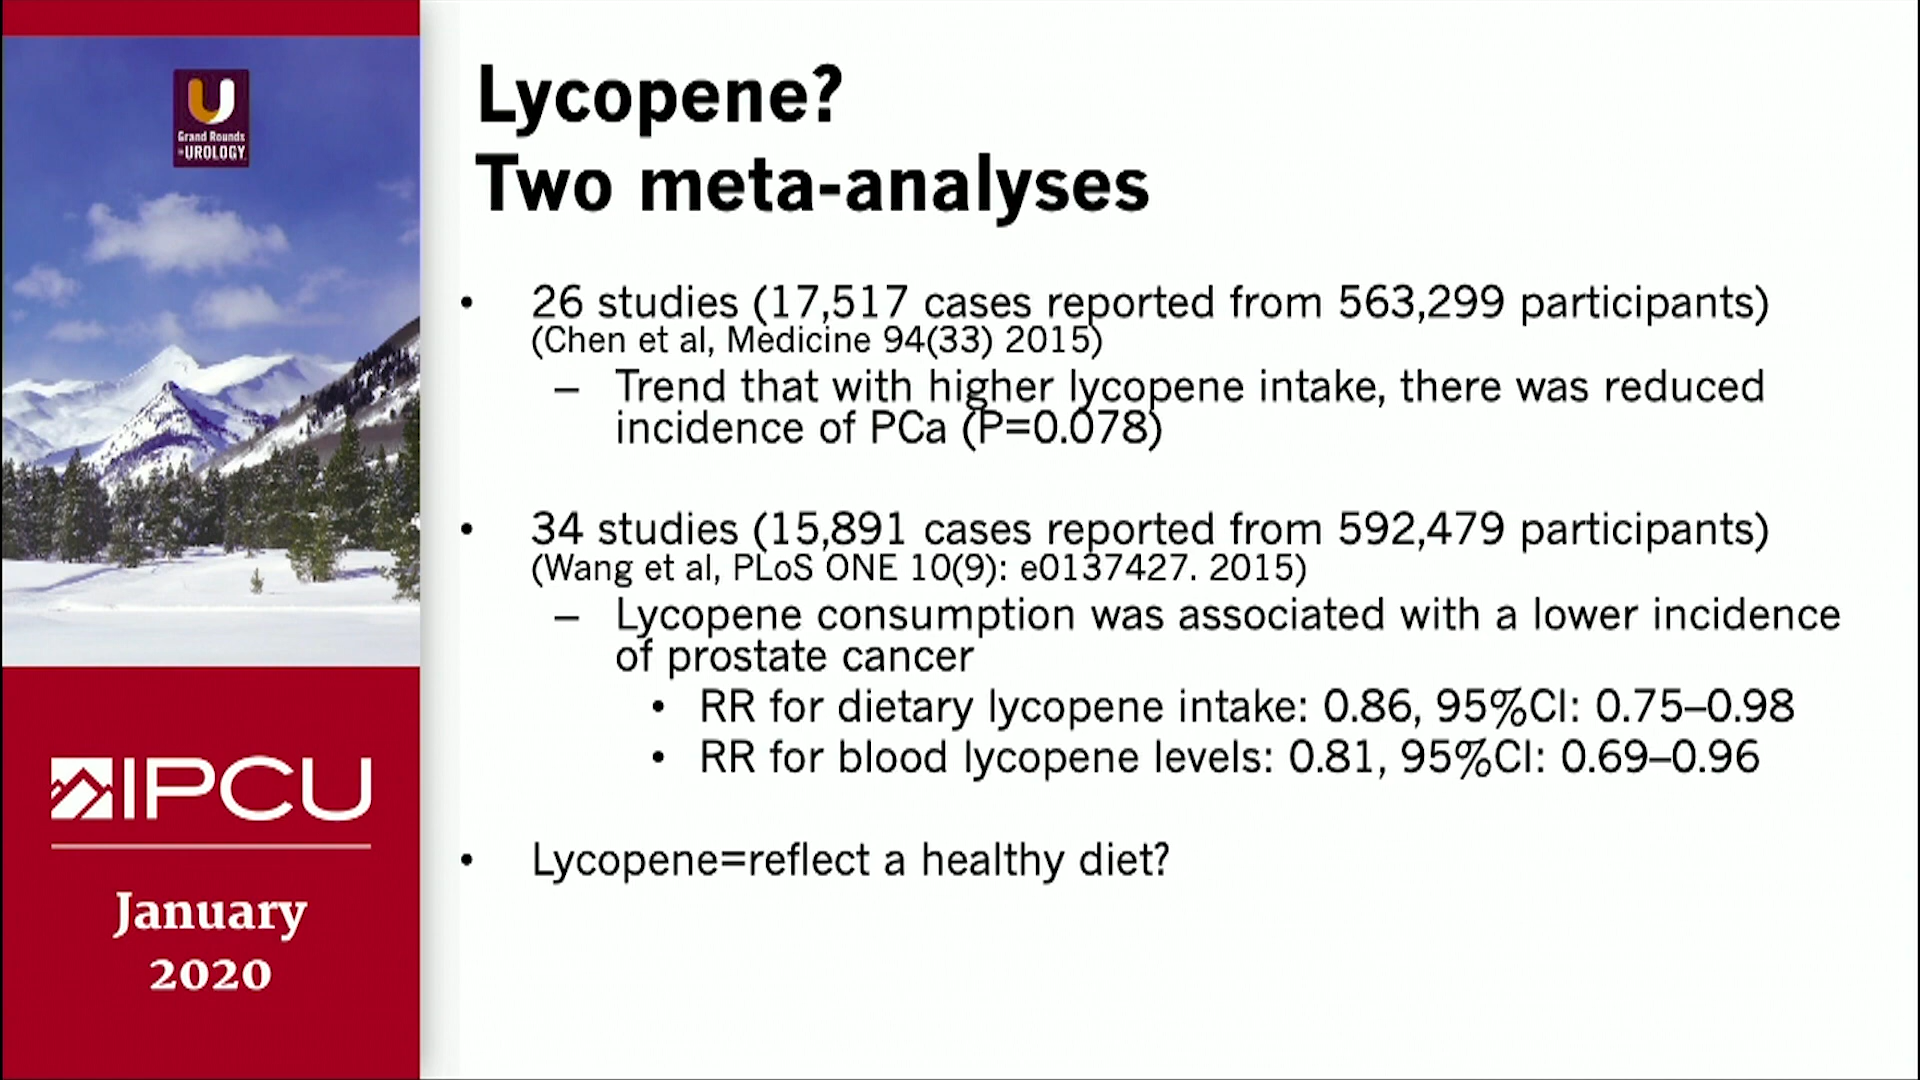 Grand Rounds
in UROLOGY
IPCU
January
2020
Lycopene?
Two meta-analyses
• 26 studies (17,517 cases reported from 563,299 participants)
(Chen et al, Medicine 94(33) 2015)
– Trend that with higher lycopene intake, there was reduced
incidence of PCa (P=0.078)
• 34 studies (15,891 cases reported from 592,479 participants)
(Wang et al, PLoS ONE 10(9): e0137427. 2015)
– Lycopene consumption was associated with a lower incidence
of prostate cancer
• RR for dietary lycopene intake: 0.86, 95%CI: 0.75–0.98
• RR for blood lycopene levels: 0.81, 95%CI: 0.69–0.96
• Lycopene=reflect a healthy diet?